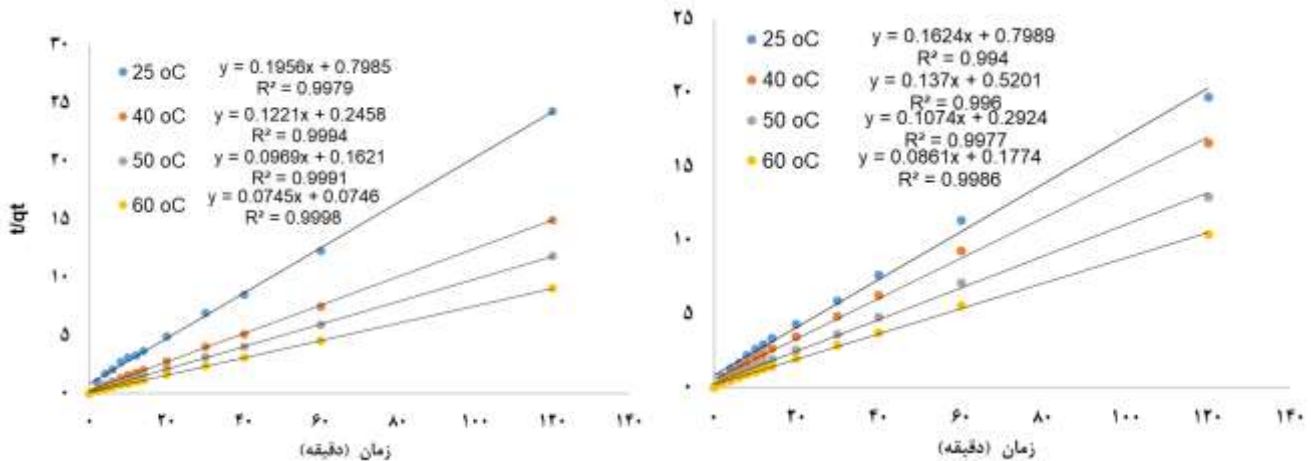 t/qt
۳۰
۲۵
۲۰
۱۵
۱۰
۵
۰
25 oC
y = 0.1956x + 0.7985
R² = 0.9979
40 oC
y = 0.1221x + 0.2458
R² = 0.9994
50 oC
y = 0.0969x + 0.1621
R² = 0.9991
60 oC
y = 0.0745x + 0.0746
R² = 0.9998
۰ ۲۰ ۴۰ ۶۰ ۸۰ ۱۰۰ ۱۲۰ ۱۴۰
زمان (دقیقه)
۲۵
۲۰
۱۵
۱۰
۵
۰
25 oC
y = 0.1624x + 0.7989
R² = 0.994
40 oC
y = 0.137x + 0.5201
R² = 0.996
50 oC
y = 0.1074x + 0.2924
R² = 0.9977
60 oC
y = 0.0861x + 0.1774
R² = 0.9986
۰ ۲۰ ۴۰ ۶۰ ۸۰ ۱۰۰ ۱۲۰ ۱۴۰
زمان (دقیقه)